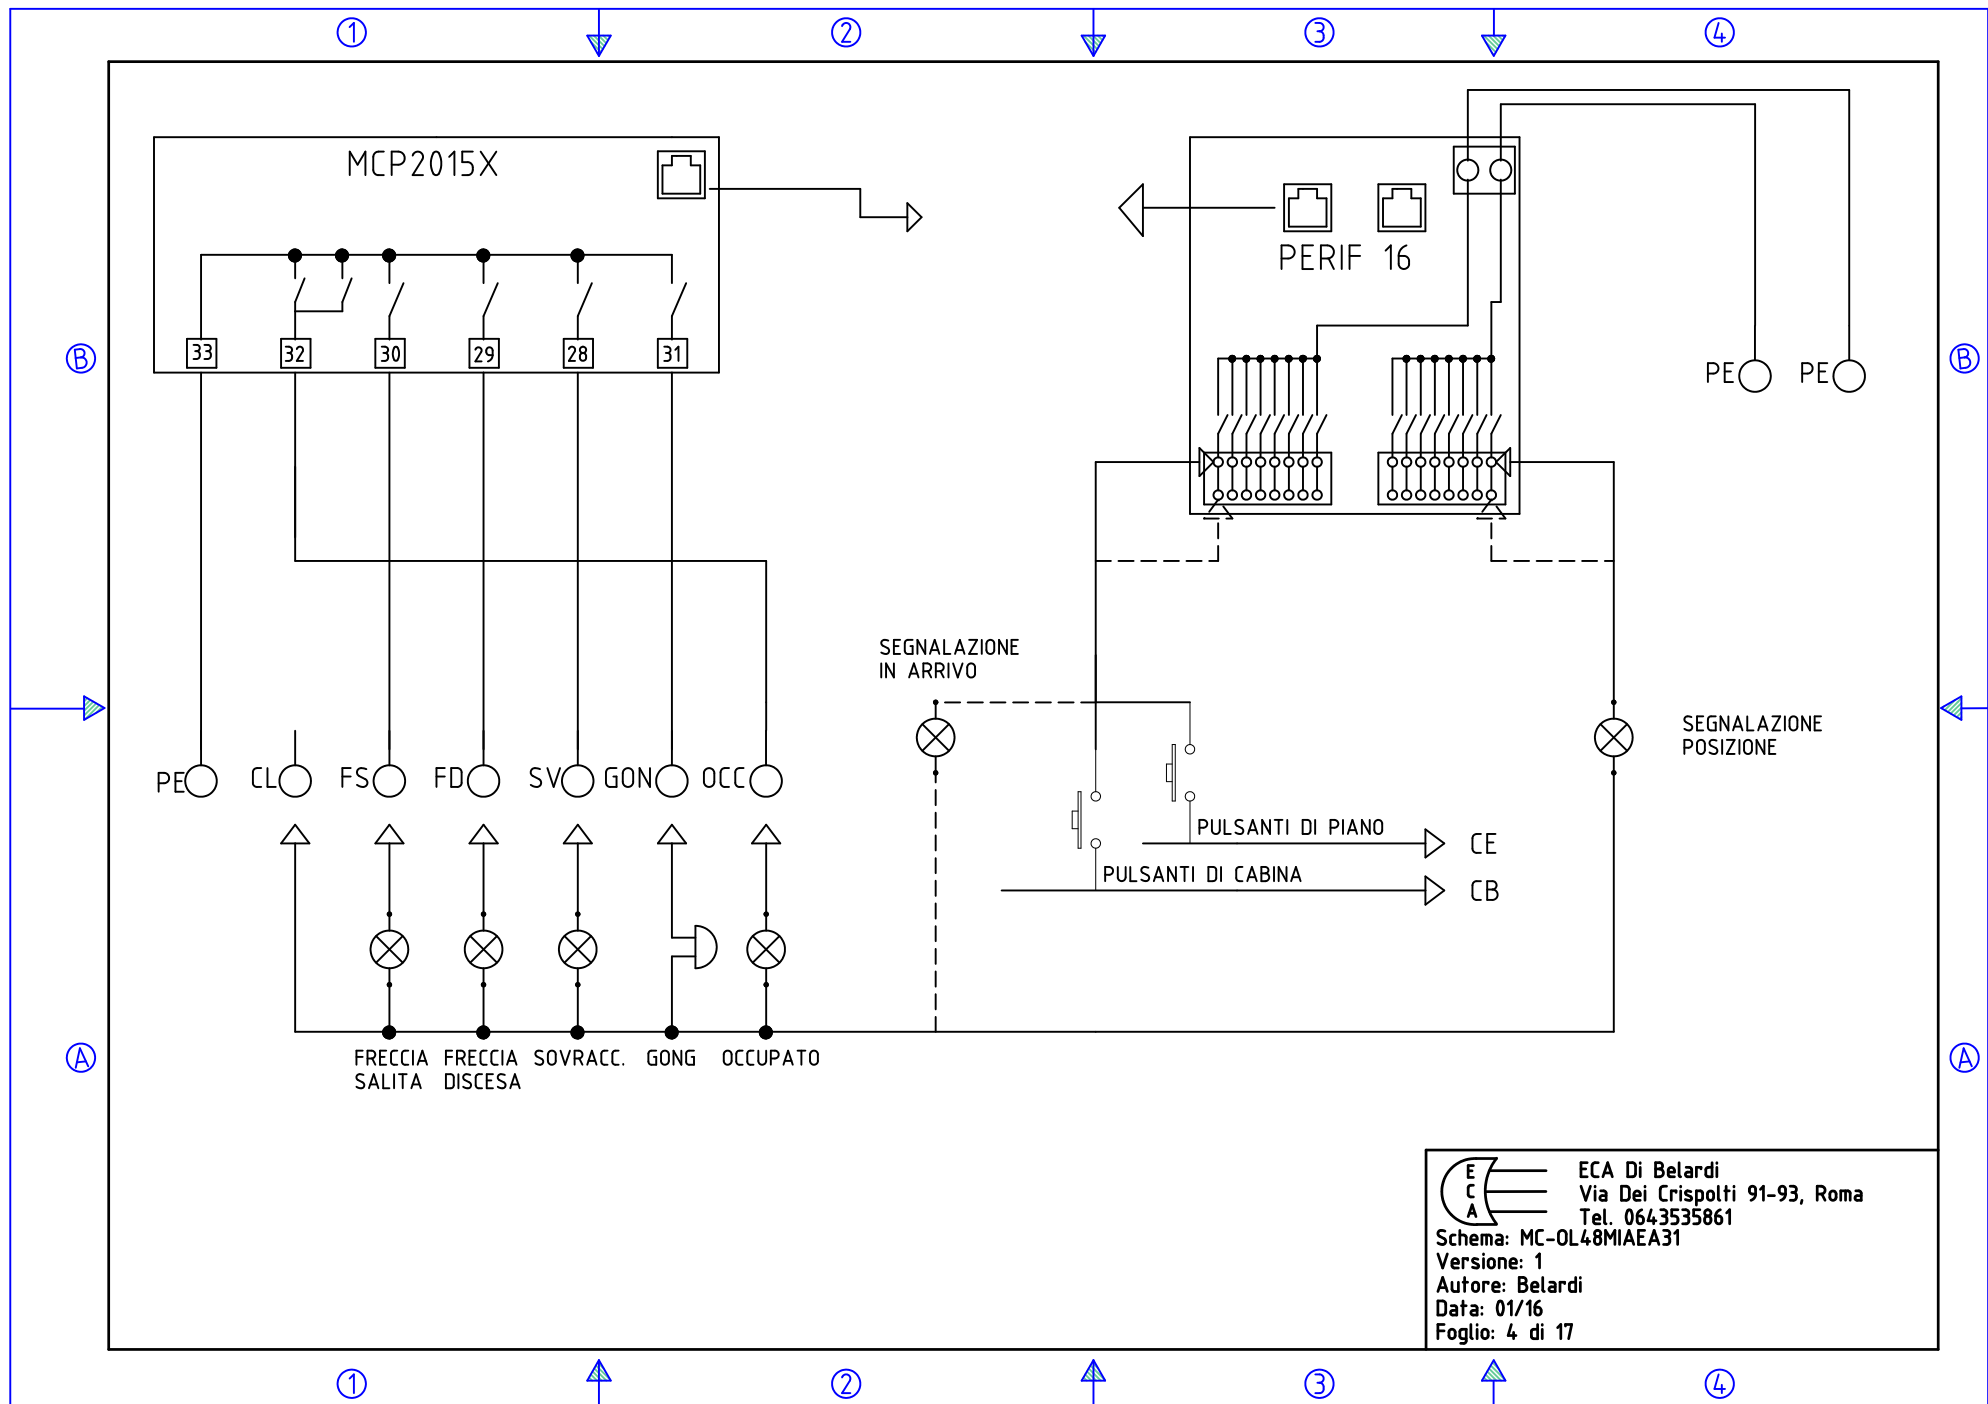 1 2 3 4
MCP2015X
PERIF 16
33 32 30 29 28 31
B B
PE PE
SEGNALAZIONE
IN ARRIVO
SEGNALAZIONE
POSIZIONE
PE CL FS FD SV GON OCC
PULSANTI DI PIANO CE
PULSANTI DI CABINA CB
A A
FRECCIA
SALITA
FRECCIA
DISCESA
SOVRACC.
GONG
OCCUPATO
E
C
A
ECA Di Belardi
Via Dei Crispolti 91-93, Roma
Tel. 0643535861
Schema: MC-OL48MIAEA31
Versione: 1
Autore: Belardi
Data: 01/16
Foglio: 4 di 17
1 2 3 4